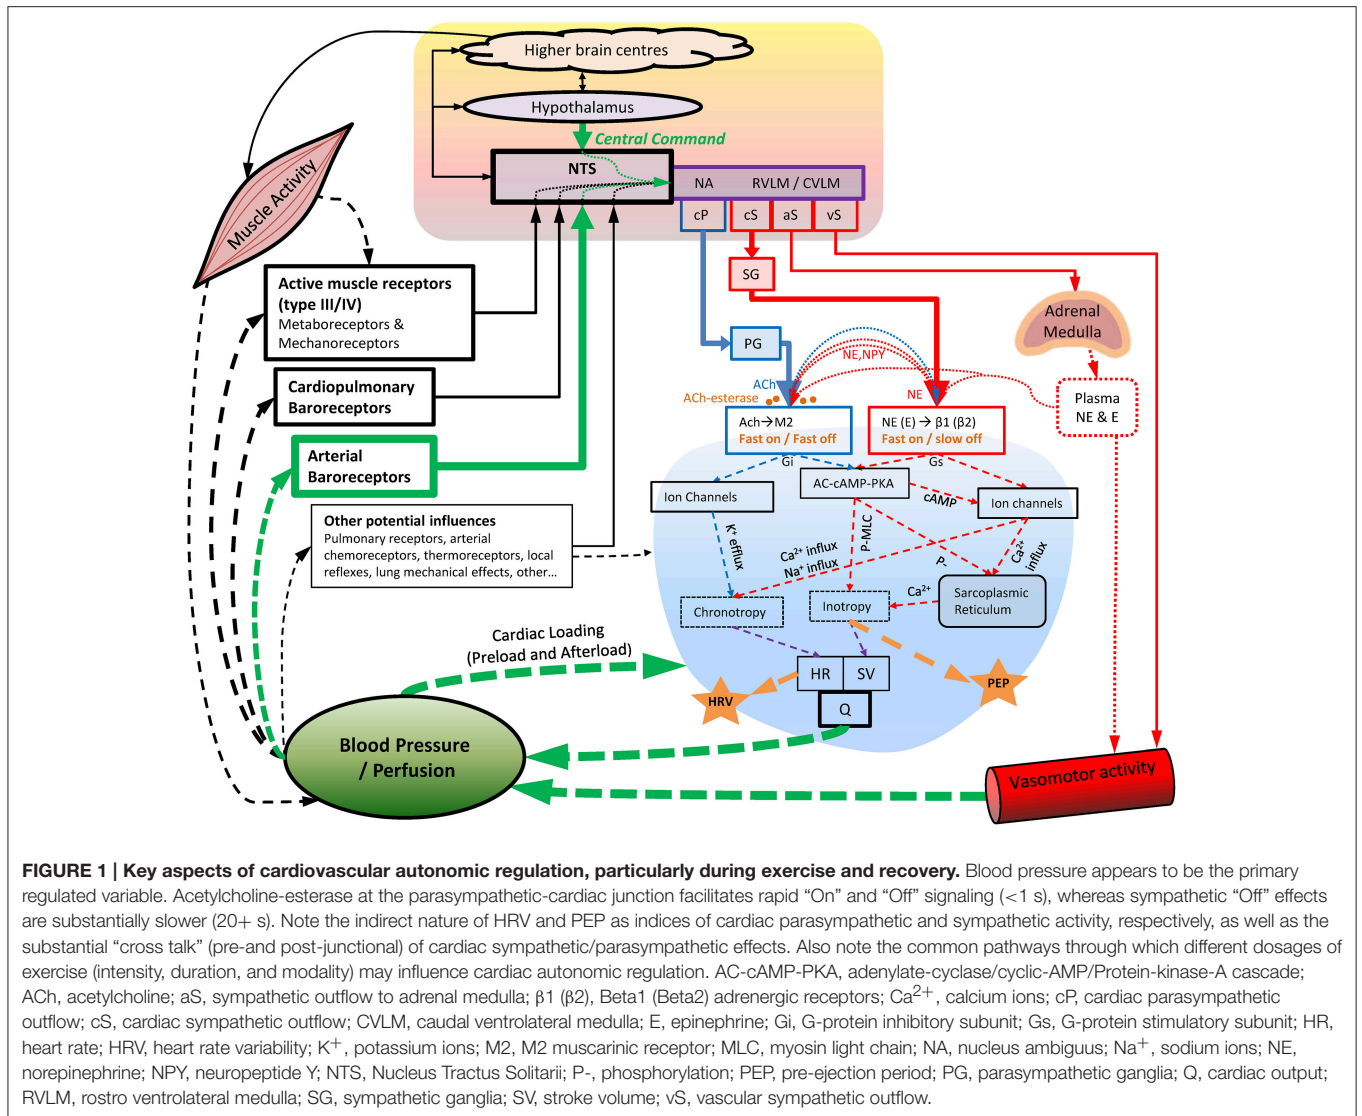 Higher brain centres
Hypothalamus
Central Command
NTS
NA
RVLM / CVLM
cP
cS
aS
vS
Muscle Activity
SG
Active muscle receptors
(type III/IV)
Metaboreceptors &
Mechanoreceptors
Adrenal
Medulla
PG
NE,NPY
Cardiopulmonary
Baroreceptors
ACh
ACh-esterase
NE
Plasma
NE & E
Ach→M2
Fast on / Fast off
NE (E) → β1 (β2)
Fast on / slow off
Arterial
Baroreceptors
Gi
Gs
AC-cAMP-PKA
cAMP
Ion Channels
Ion channels
Other potential influences
Pulmonary receptors, arterial
chemoreceptors, thermoreceptors, local
reflexes, lung mechanical effects, other...
K⁺ efflux
P-MLC
Ca²⁺ influx
Na⁺ influx
P-
Ca²⁺
influx
Chronotropy
Inotropy
Ca²⁺
Sarcoplasmic
Reticulum
Cardiac Loading
(Preload and Afterload)
HR
SV
HRV
PEP
Q
Blood Pressure
/ Perfusion
Vasomotor activity
FIGURE 1 | Key aspects of cardiovascular autonomic regulation, particularly during exercise and recovery. Blood pressure appears to be the primary
regulated variable. Acetylcholine-esterase at the parasympathetic-cardiac junction facilitates rapid “On” and “Off” signaling (<1 s), whereas sympathetic “Off” effects
are substantially slower (20+ s). Note the indirect nature of HRV and PEP as indices of cardiac parasympathetic and sympathetic activity, respectively, as well as the
substantial “cross talk” (pre-and post-junctional) of cardiac sympathetic/parasympathetic effects. Also note the common pathways through which different dosages of
exercise (intensity, duration, and modality) may influence cardiac autonomic regulation. AC-cAMP-PKA, adenylate-cyclase/cyclic-AMP/Protein-kinase-A cascade;
ACh, acetylcholine; aS, sympathetic outflow to adrenal medulla; β1 (β2), Beta1 (Beta2) adrenergic receptors; Ca²⁺, calcium ions; cP, cardiac parasympathetic
outflow; cS, cardiac sympathetic outflow; CVLM, caudal ventrolateral medulla; E, epinephrine; Gi, G-protein inhibitory subunit; Gs, G-protein stimulatory subunit; HR,
heart rate; HRV, heart rate variability; K⁺, potassium ions; M2, M2 muscarinic receptor; MLC, myosin light chain; NA, nucleus ambiguus; Na⁺, sodium ions; NE,
norepinephrine; NPY, neuropeptide Y; NTS, Nucleus Tractus Solitarii; P-, phosphorylation; PEP, pre-ejection period; PG, parasympathetic ganglia; Q, cardiac output;
RVLM, rostro ventrolateral medulla; SG, sympathetic ganglia; SV, stroke volume; vS, vascular sympathetic outflow.